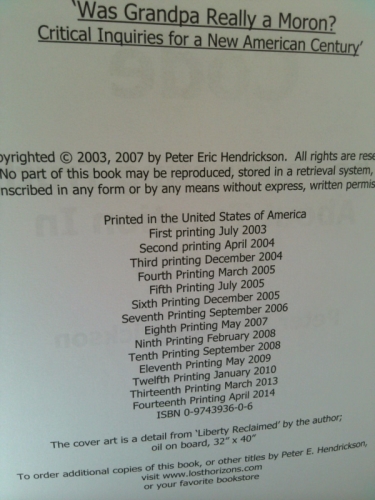 'Was Grandpa Really a Moron?
Critical Inquiries for a New American Century'
opyrighted © 2003, 2007 by Peter Eric Hendrickson. All rights are rese
No part of this book may be reproduced, stored in a retrieval system,
nscribed in any form or by any means without express, written permis
Printed in the United States of America
First printing July 2003
Second printing April 2004
Third printing December 2004
Fourth Printing March 2005
Fifth Printing July 2005
Sixth Printing December 2005
Seventh Printing September 2006
Eighth Printing May 2007
Ninth Printing February 2008
Tenth Printing September 2008
Eleventh Printing May 2009
Twelfth Printing January 2010
Thirteenth Printing March 2013
Fourteenth Printing April 2014
ISBN 0-9743936-0-6
The cover art is a detail from 'Liberty Reclaimed' by the author;
oil on board, 32" x 40"
To order additional copies of this book, or other titles by Peter E. Hendrickson,
visit www.losthorizons.com
or your favorite bookstore